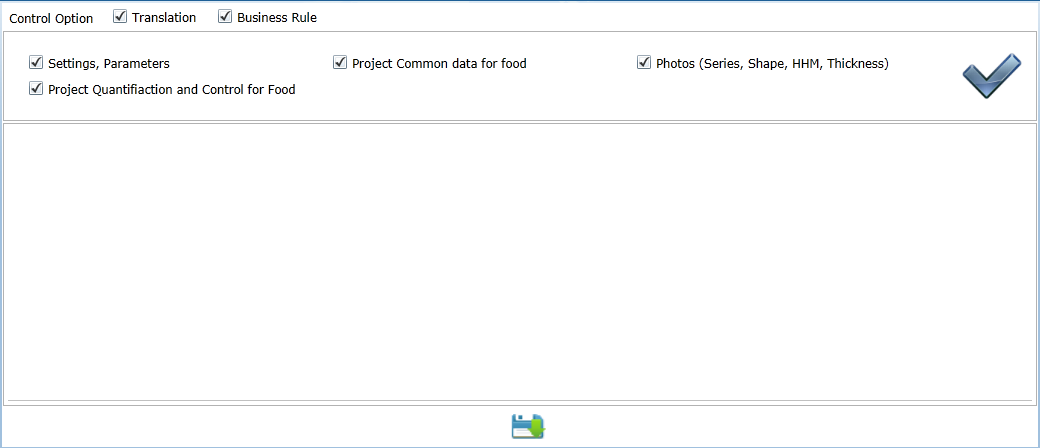 Control Option Translation Business Rule
Settings, Parameters Project Common data for food Photos (Series, Shape, HHM, Thickness)
Project Quantifiaction and Control for Food